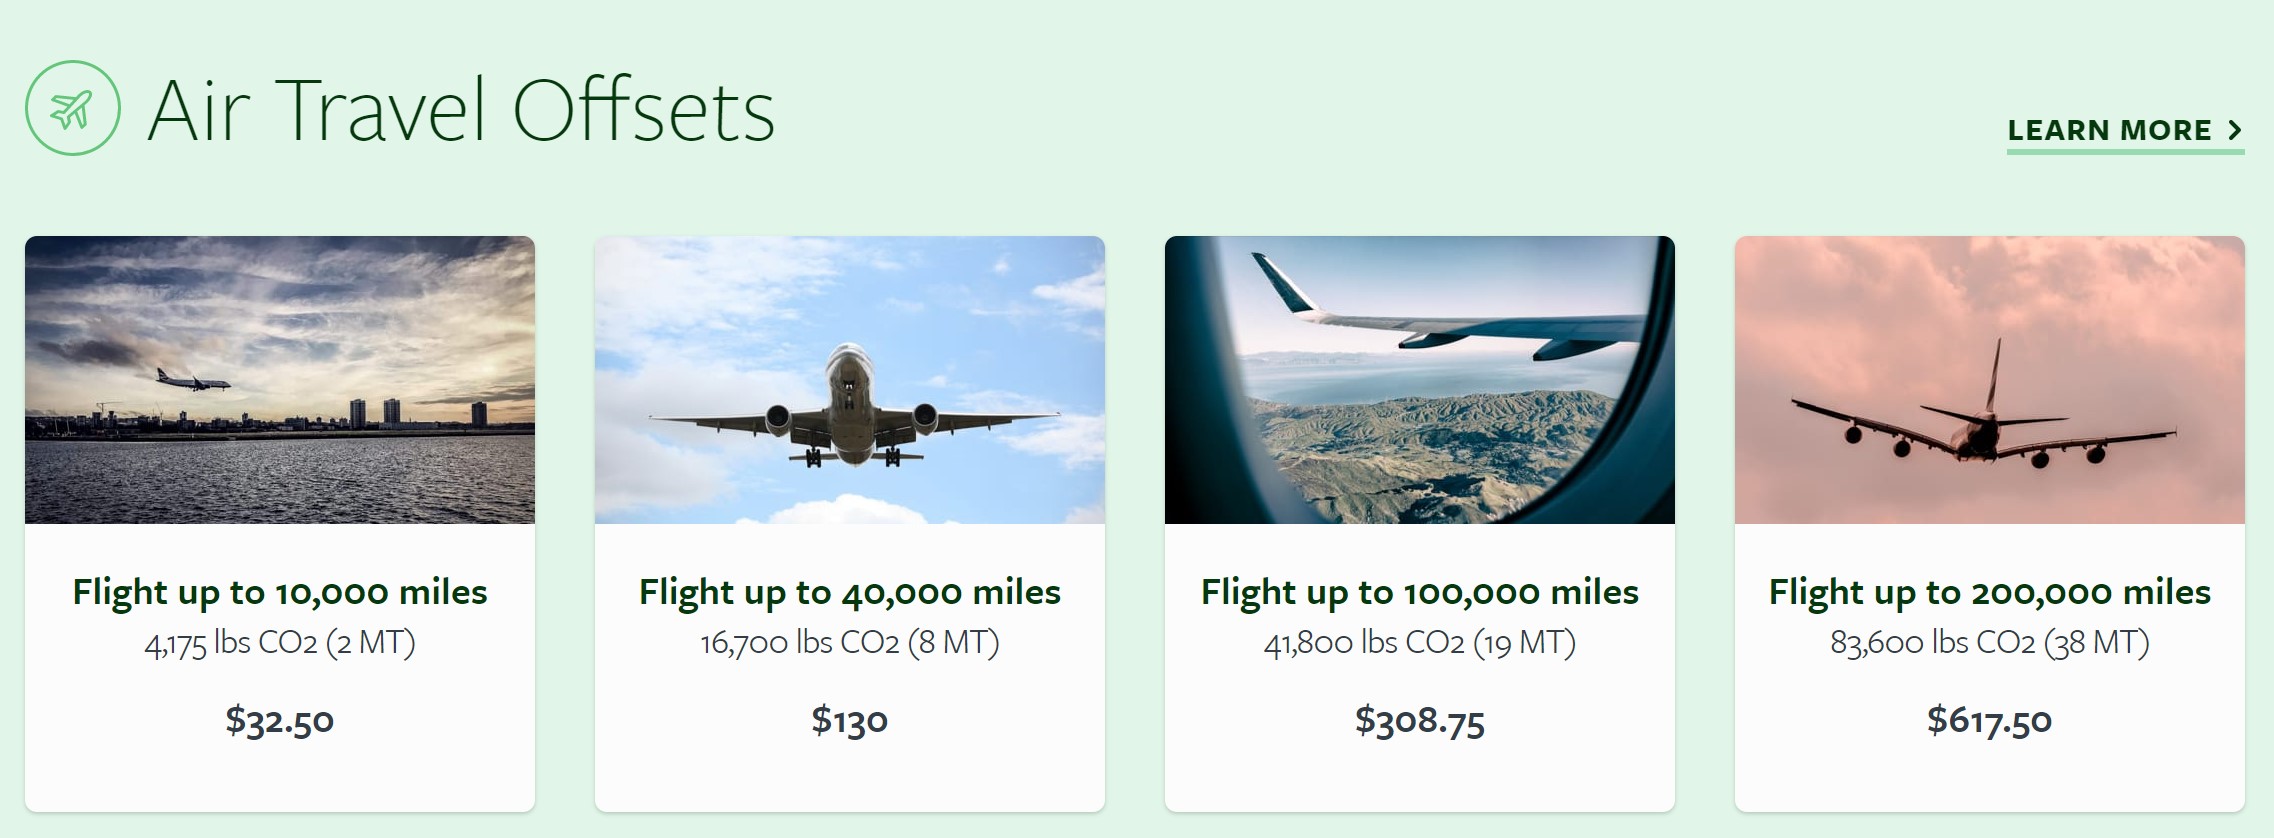 Air Travel Offsets
LEARN MORE
Flight up to 10,000 miles
4,175 lbs CO2 (2 MT)
$32.50
Flight up to 40,000 miles
16,700 lbs CO2 (8 MT)
$130
Flight up to 100,000 miles
41,800 lbs CO2 (19 MT)
$308.75
Flight up to 200,000 miles
83,600 lbs CO2 (38 MT)
$617.50